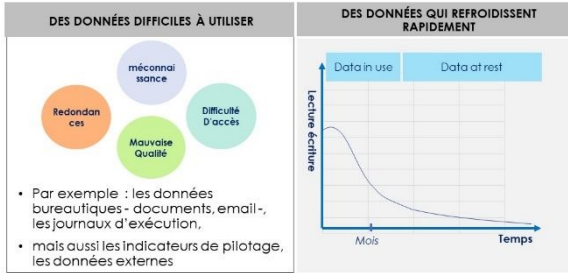 DES DONNÉES DIFFICILES À UTILISER
méconnai
ssance
Redondan
ces
Difficulté
D'accès
Mauvaise
Qualité
• Par exemple : les données
bureautiques - documents, email -,
les journaux d'exécution,
• mais aussi les indicateurs de pilotage,
les données externes
DES DONNÉES QUI REFROIDISSENT
RAPIDEMENT
Data in use
Data at rest
Lecture écriture
Mois
Temps